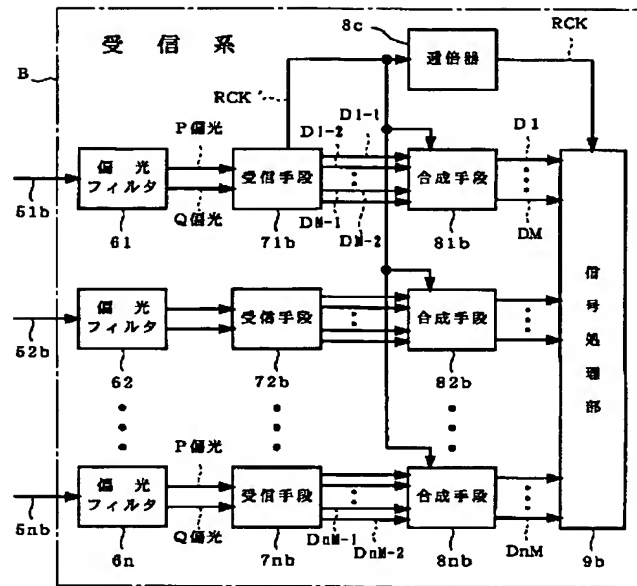 受信系
8c
逓倍器
RCK
B
RCK'
D1-1
D1-2
D1
P偏光
Q偏光
51b
偏光
フィルタ
61
受信手段
71b
DM-1
DM-2
合成手段
81b
DM
52b
偏光
フィルタ
62
受信手段
72b
合成手段
82b
信号処理部
P偏光
Q偏光
5nb
偏光
フィルタ
6n
受信手段
7nb
DnM-1
DnM-2
合成手段
8nb
DnM
9b